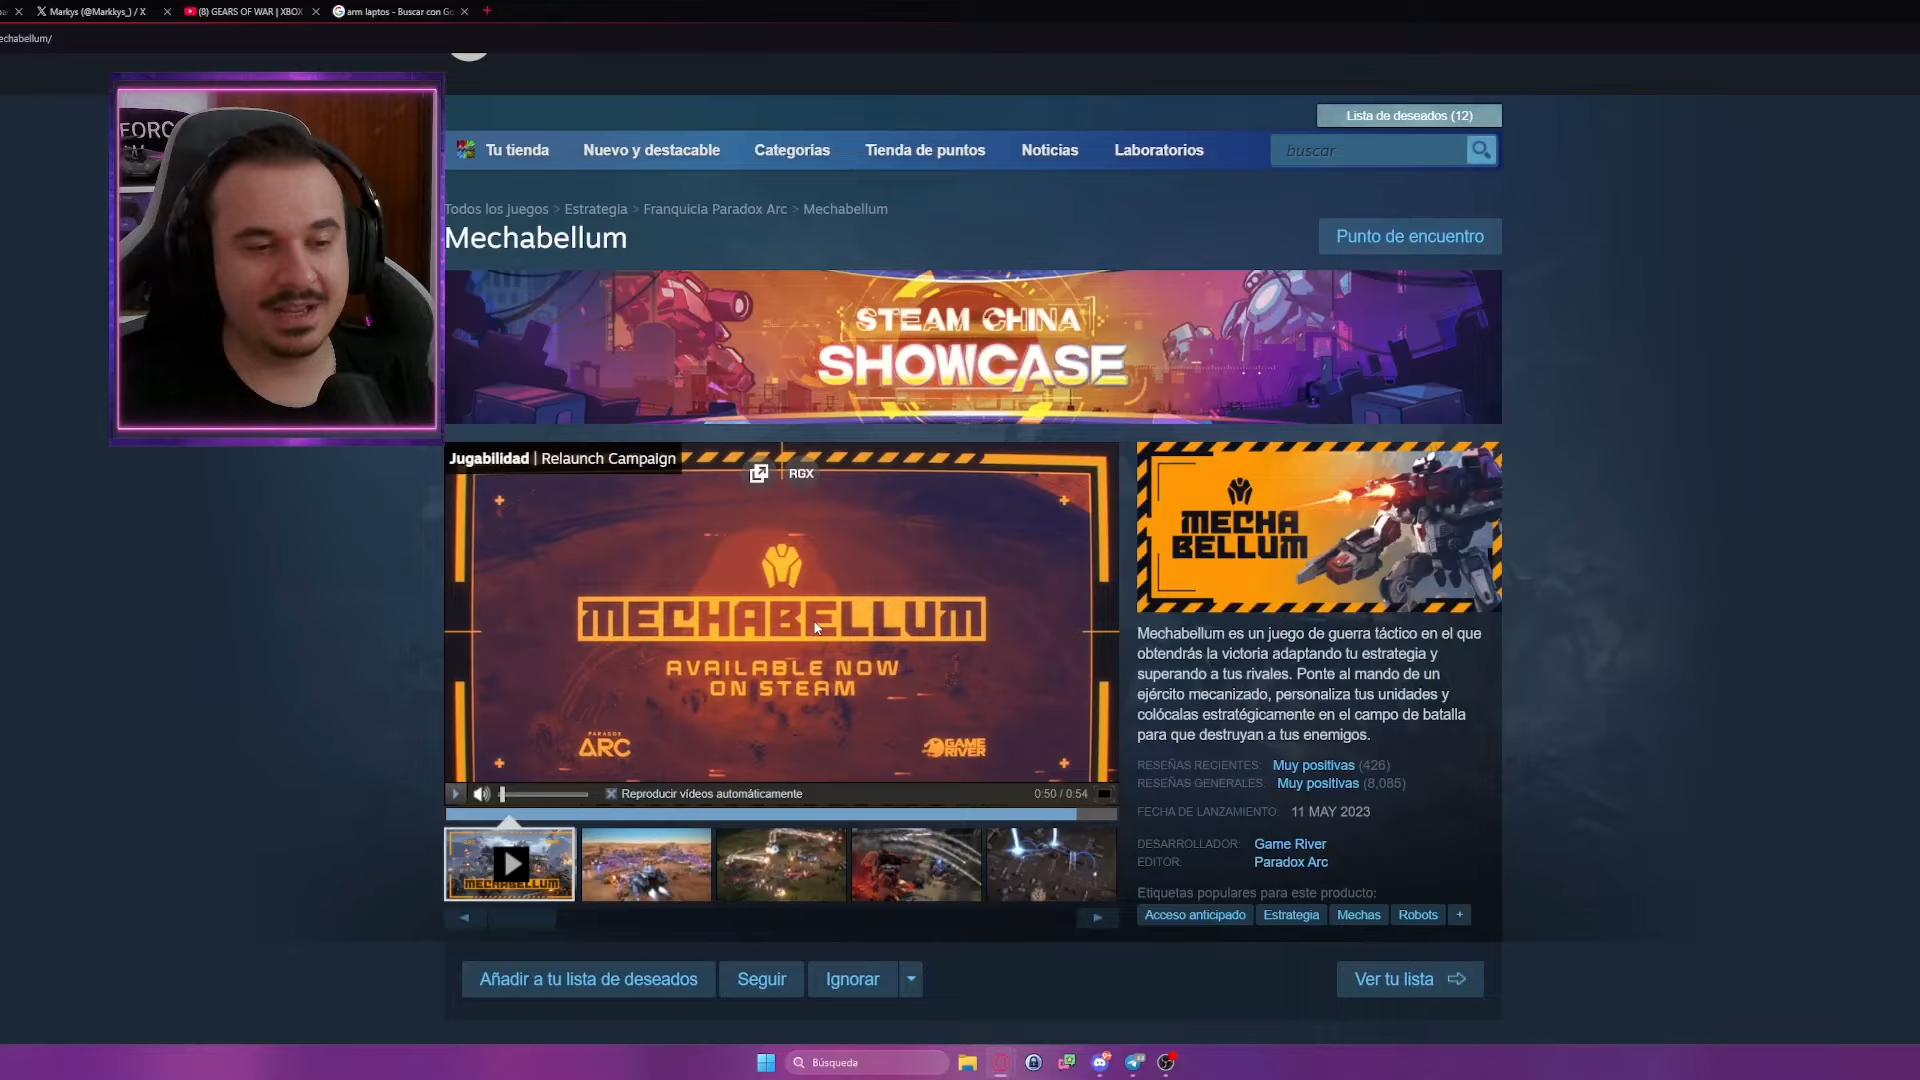 Markys (@Markkys_) / X
(8) GEARS OF WAR | XBOX
arm laptos - Buscar con Go
echabellum/
FORC
Lista de deseados (12)
Tu tienda
Nuevo y destacable
Categorías
Tienda de puntos
Noticias
Laboratorios
buscar
Todos los juegos > Estrategia > Franquicia Paradox Arc > Mechabellum
Mechabellum
Punto de encuentro
STEAM CHINA
SHOWCASE
Jugabilidad | Relaunch Campaign
RGX
MECHABELLUM
AVAILABLE NOW
ON STEAM
PARADOX
ARC
GAME
RIVER
Reproducir vídeos automáticamente
0:50 / 0:54
MECHABELLUM
MECHA
BELLUM
Mechabellum es un juego de guerra táctico en el que
obtendrás la victoria adaptando tu estrategia y
superando a tus rivales. Ponte al mando de un
ejército mecanizado, personaliza tus unidades y
colócalas estratégicamente en el campo de batalla
para que destruyan a tus enemigos.
RESEÑAS RECIENTES: Muy positivas (426)
RESEÑAS GENERALES: Muy positivas (8,085)
FECHA DE LANZAMIENTO: 11 MAY 2023
DESARROLLADOR: Game River
EDITOR: Paradox Arc
Etiquetas populares para este producto:
Acceso anticipado
Estrategia
Mechas
Robots
+
Añadir a tu lista de deseados
Seguir
Ignorar
Ver tu lista
Búsqueda